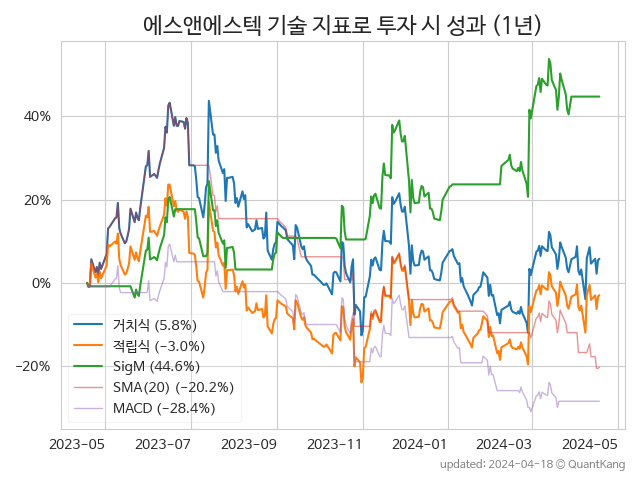 에스앤에스텍 기술 지표로 투자 시 성과 (1년)
40%
20%
0%
−20%
거치식 (5.8%)
적립식 (−3.0%)
SigM (44.6%)
SMA(20) (−20.2%)
MACD (−28.4%)
2023-05 2023-07 2023-09 2023-11 2024-01 2024-03 2024-05
updated: 2024-04-18 © QuantKang